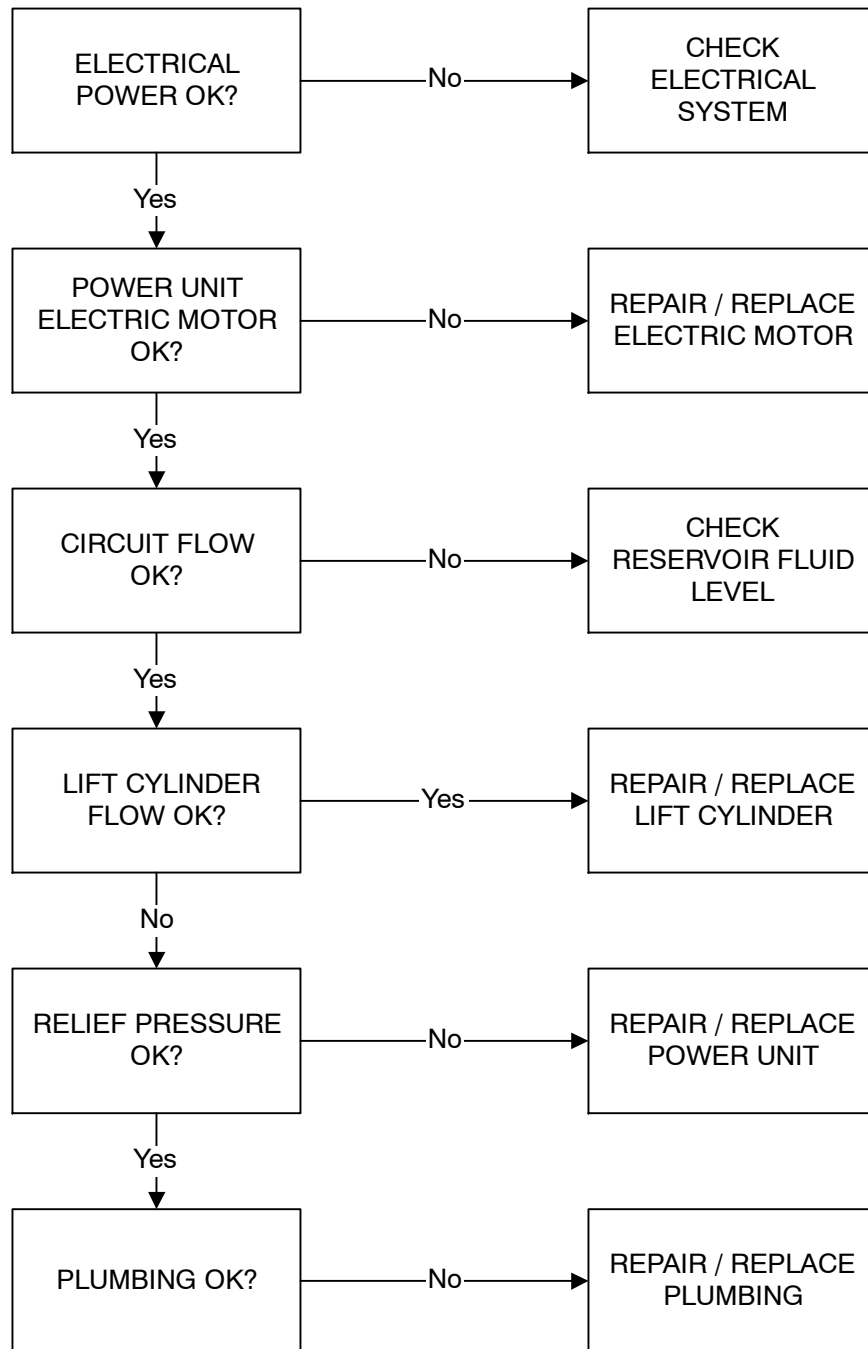 ELECTRICAL
POWER OK?
No
CHECK
ELECTRICAL
SYSTEM
Yes
POWER UNIT
ELECTRIC MOTOR
OK?
No
REPAIR / REPLACE
ELECTRIC MOTOR
Yes
CIRCUIT FLOW
OK?
No
CHECK
RESERVOIR FLUID
LEVEL
Yes
LIFT CYLINDER
FLOW OK?
Yes
REPAIR / REPLACE
LIFT CYLINDER
No
RELIEF PRESSURE
OK?
No
REPAIR / REPLACE
POWER UNIT
Yes
PLUMBING OK?
No
REPAIR / REPLACE
PLUMBING